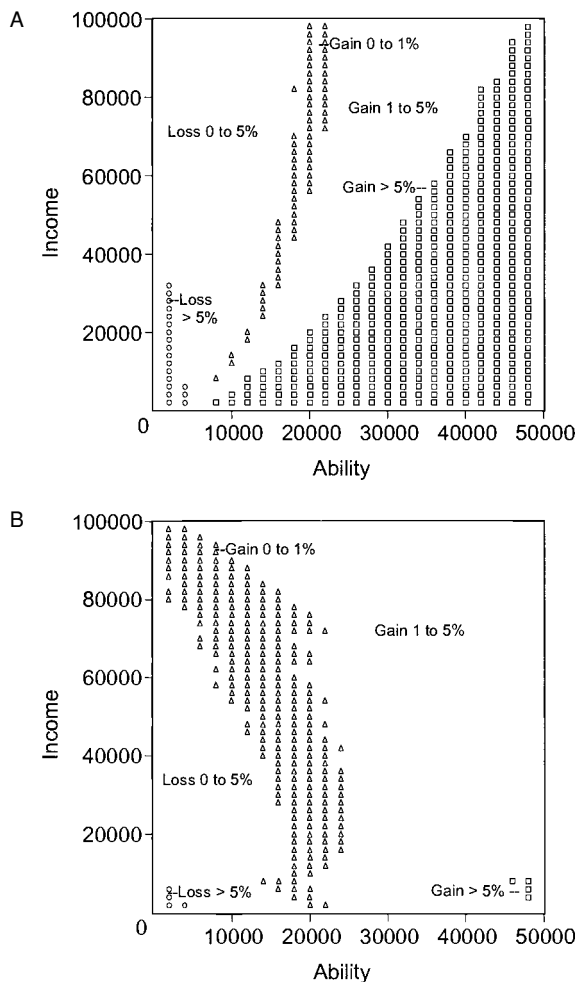 A
100000
80000
60000
40000
20000
0
Income
Gain 0 to 1%
Loss 0 to 5%
Gain 1 to 5%
Gain > 5%--
-Loss
> 5%
10000 20000 30000 40000 50000
Ability
B
100000
80000
60000
40000
20000
0
Income
-Gain 0 to 1%
Gain 1 to 5%
Loss 0 to 5%
-Loss > 5%
Gain > 5% --
10000 20000 30000 40000 50000
Ability